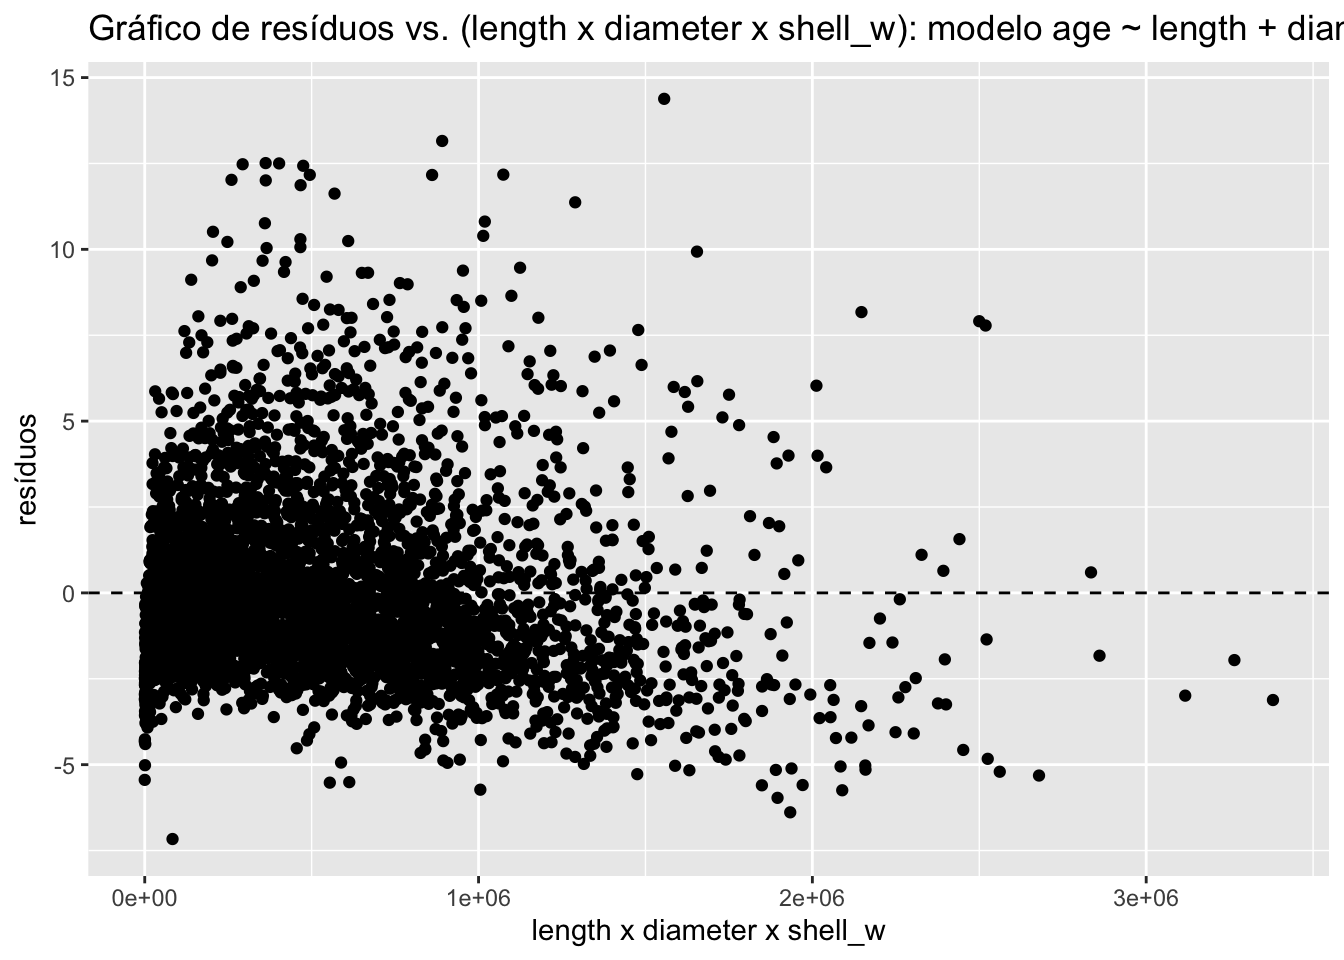 Gráfico de resíduos vs. (length x diameter x shell_w): modelo age ~ length + diar
15
10
5
0
-5
resíduos
0e+00 1e+06 2e+06 3e+06
length x diameter x shell_w